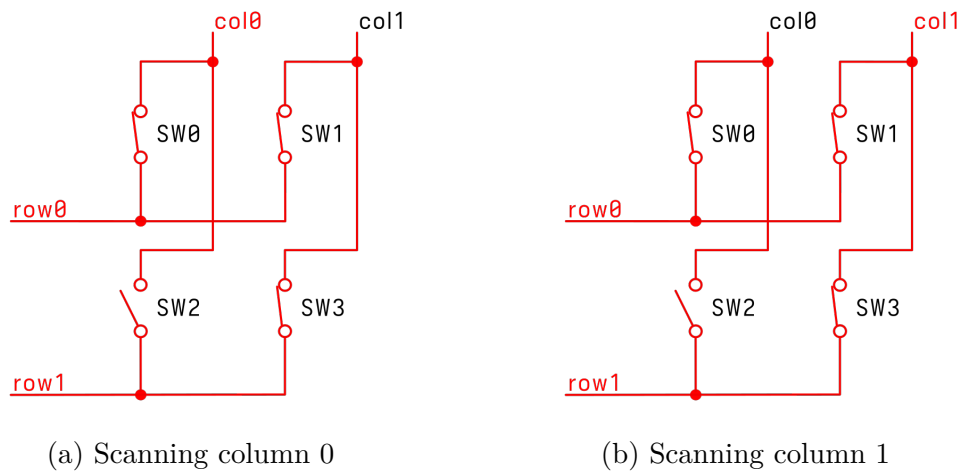 col0 col1
SW0 SW1
row0
SW2 SW3
row1
(a) Scanning column 0
col0 col1
SW0 SW1
row0
SW2 SW3
row1
(b) Scanning column 1